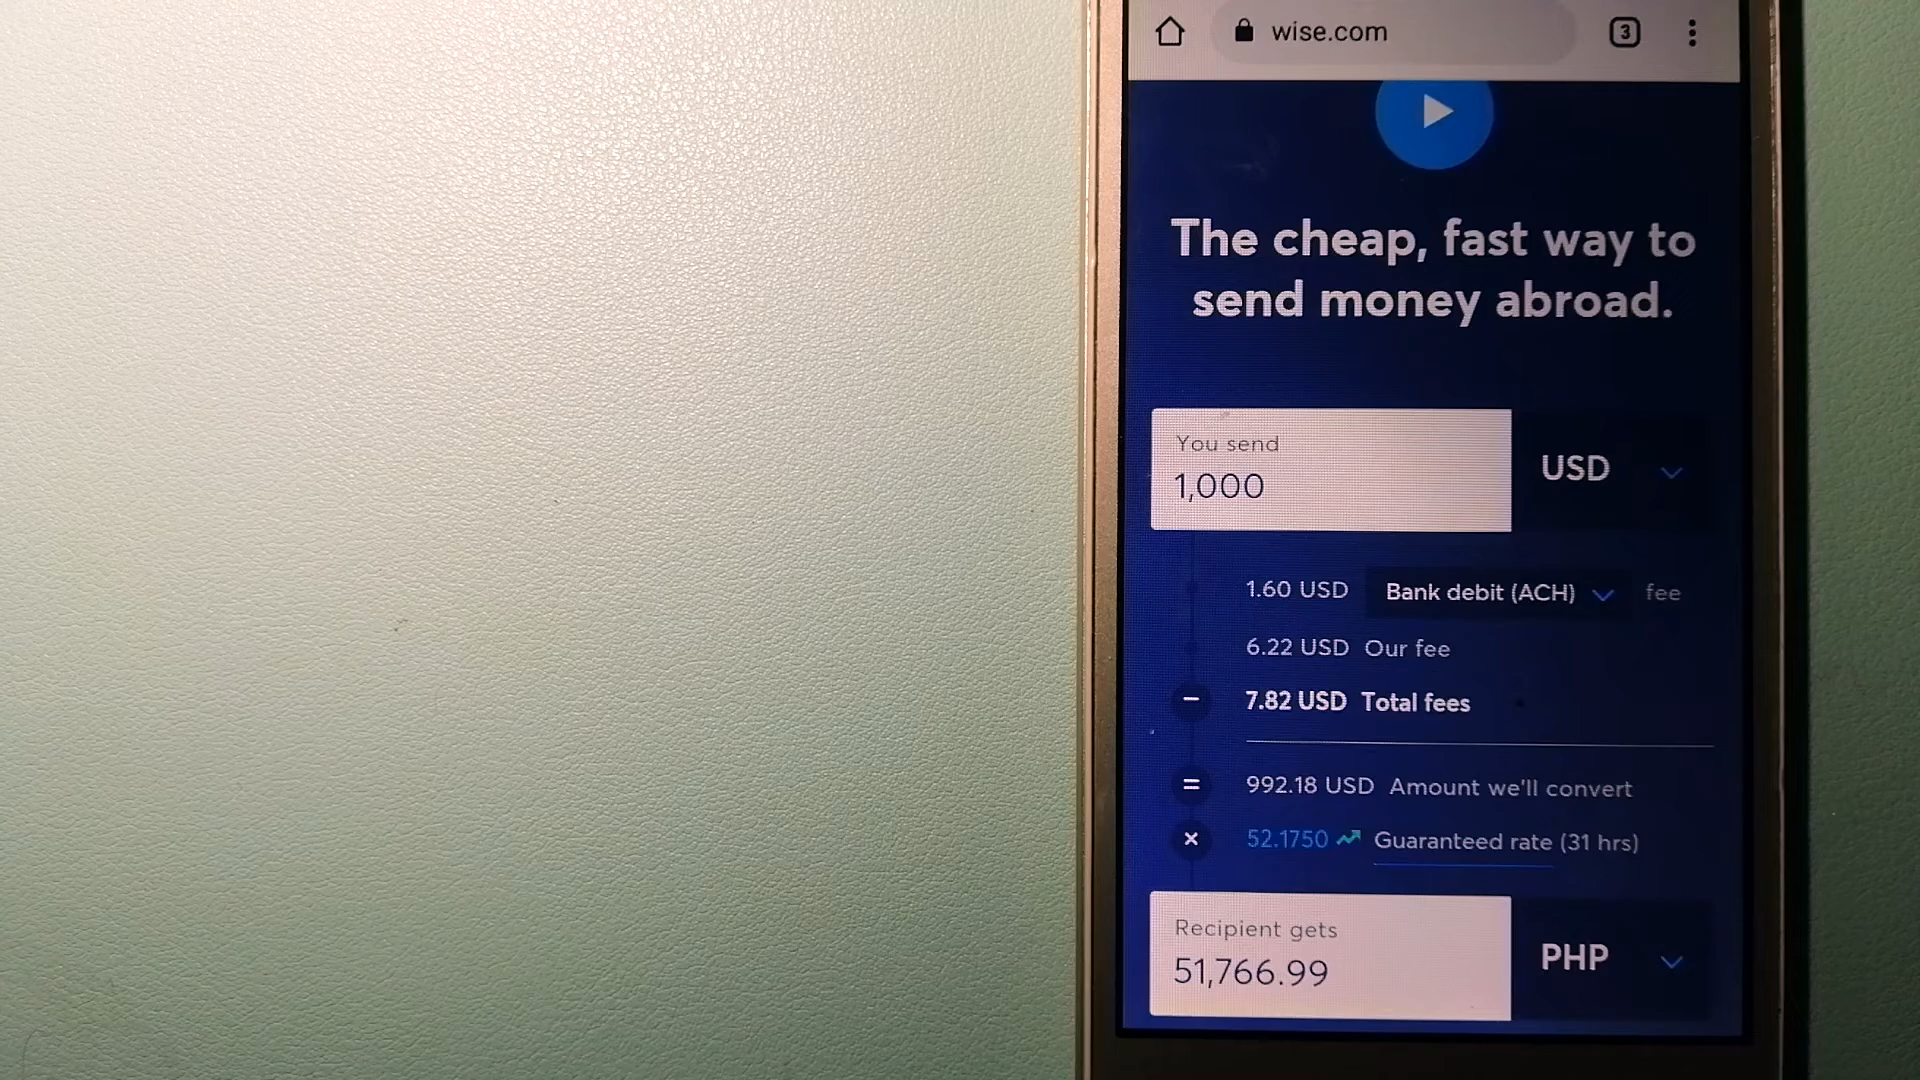 wise.com
3
The cheap, fast way to
send money abroad.
You send
1,000
USD
1.60 USD Bank debit (ACH) fee
6.22 USD Our fee
− 7.82 USD Total fees
= 992.18 USD Amount we'll convert
× 52.1750 Guaranteed rate (31 hrs)
Recipient gets
51,766.99
PHP